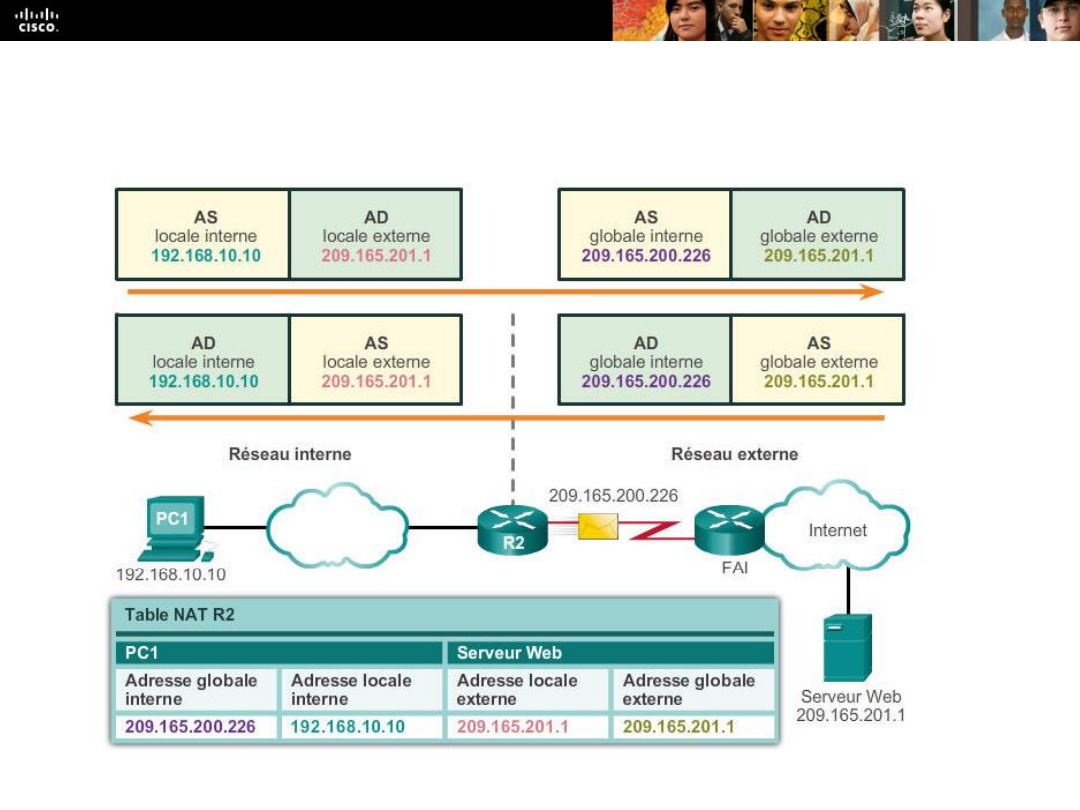 CISCO.
AS
locale interne
192.168.10.10
AD
locale externe
209.165.201.1
AS
globale interne
209.165.200.226
AD
globale externe
209.165.201.1
AD
locale interne
192.168.10.10
AS
locale externe
209.165.201.1
AD
globale interne
209.165.200.226
AS
globale externe
209.165.201.1
Réseau interne
Réseau externe
209.165.200.226
PC1
R2
Internet
FAI
192.168.10.10
Table NAT R2
PC1
Serveur Web
Adresse globale
interne
Adresse locale
interne
Adresse locale
externe
Adresse globale
externe
209.165.200.226
192.168.10.10
209.165.201.1
209.165.201.1
Serveur Web
209.165.201.1